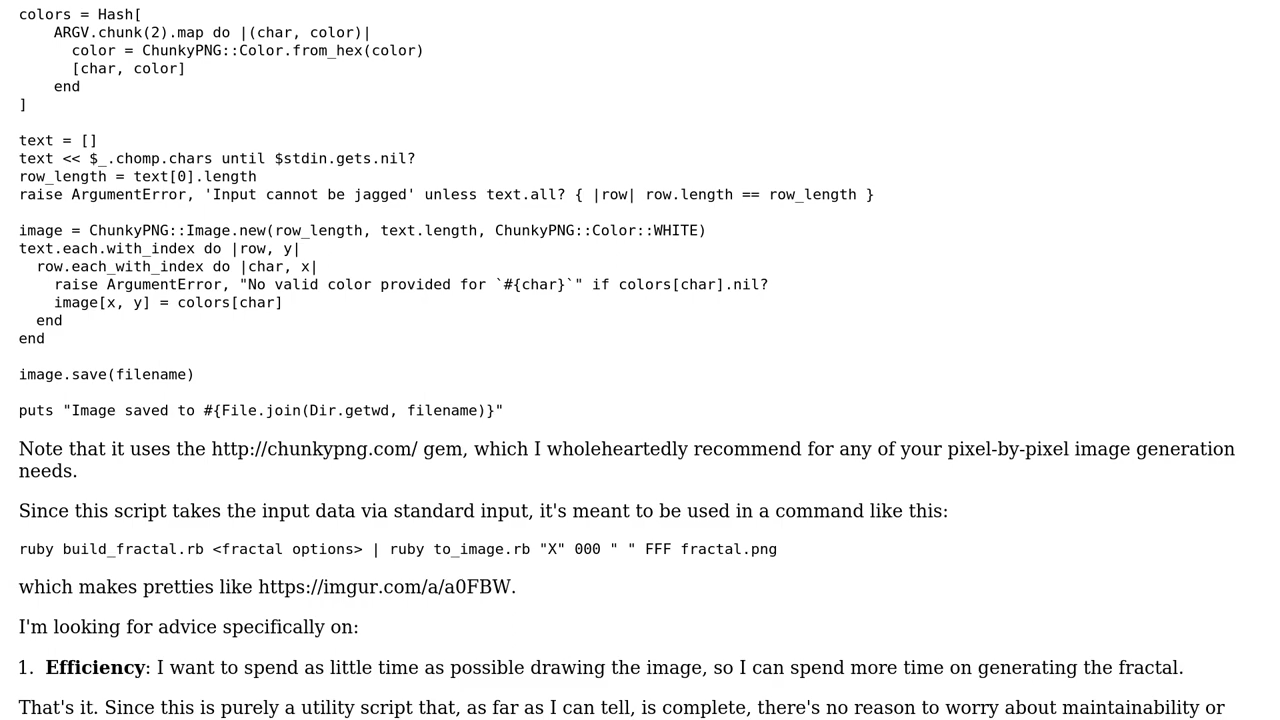 colors = Hash[
    ARGV.chunk(2).map do |(char, color)|
      color = ChunkyPNG::Color.from_hex(color)
      [char, color]
    end
]

text = []
text << $_.chomp.chars until $stdin.gets.nil?
row_length = text[0].length
raise ArgumentError, 'Input cannot be jagged' unless text.all? { |row| row.length == row_length }

image = ChunkyPNG::Image.new(row_length, text.length, ChunkyPNG::Color::WHITE)
text.each.with_index do |row, y|
  row.each_with_index do |char, x|
    raise ArgumentError, "No valid color provided for `#{char}`" if colors[char].nil?
    image[x, y] = colors[char]
  end
end

image.save(filename)

puts "Image saved to #{File.join(Dir.getwd, filename)}"
Note that it uses the http://chunkypng.com/ gem, which I wholeheartedly recommend for any of your pixel-by-pixel image generation
needs.
Since this script takes the input data via standard input, it's meant to be used in a command like this:
ruby build_fractal.rb <fractal options> | ruby to_image.rb "X" 000 " " FFF fractal.png
which makes pretties like https://imgur.com/a/a0FBW.
I'm looking for advice specifically on:
1. Efficiency: I want to spend as little time as possible drawing the image, so I can spend more time on generating the fractal.
That's it. Since this is purely a utility script that, as far as I can tell, is complete, there's no reason to worry about maintainability or